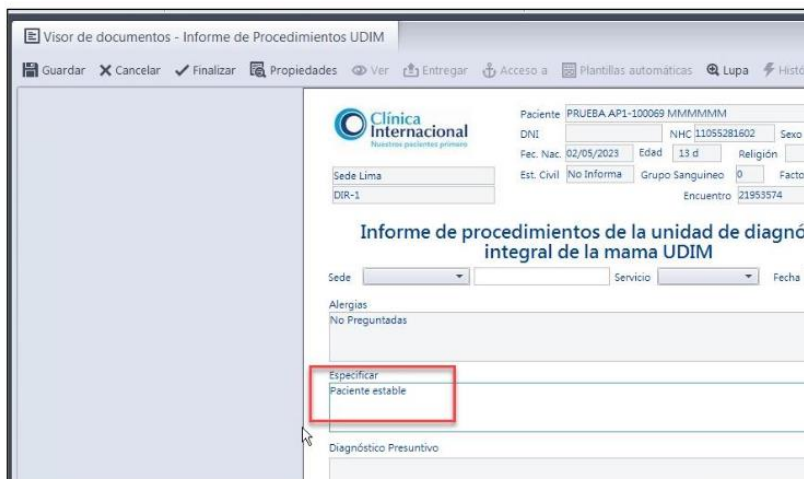 Visor de documentos - Informe de Procedimientos UDIM
Guardar Cancelar Finalizar Propiedades Ver Entregar Acceso a Plantillas automáticas Lupa Histó
Clínica
Internacional
Nuestros pacientes primero
Paciente PRUEBA AP1-100069 MMMMMM
DNI NHC 11055281602 Sexo
Fec. Nac. 02/05/2023 Edad 13 d Religión
Sede Lima Est. Civil No Informa Grupo Sanguineo 0 Facto
DIR-1 Encuentro 21953574
Informe de procedimientos de la unidad de diagnó
integral de la mama UDIM
Sede Servicio Fecha
Alergias
No Preguntadas
Especificar
Paciente estable
Diagnóstico Presuntivo